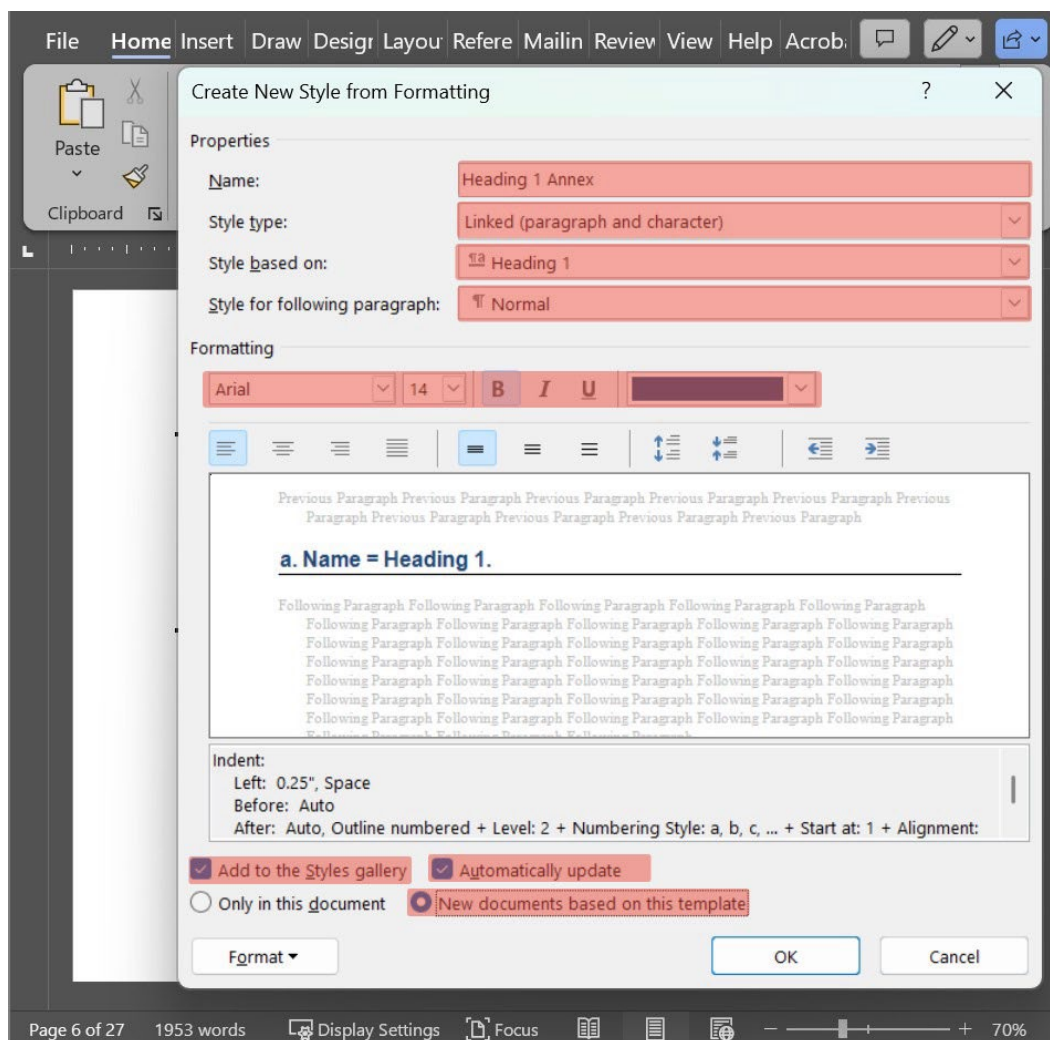 File Home Insert Draw Desigr Layou Refere Mailin Review View Help Acrob
Create New Style from Formatting ?
Paste
Clipboard
Properties
Name: Heading 1 Annex
Style type: Linked (paragraph and character)
Style based on: ¶a Heading 1
Style for following paragraph: ¶ Normal
Formatting
Arial 14 B I U
Previous Paragraph Previous Paragraph Previous Paragraph Previous Paragraph Previous Paragraph Previous
Paragraph Previous Paragraph Previous Paragraph Previous Paragraph Previous Paragraph
a. Name = Heading 1.
Following Paragraph Following Paragraph Following Paragraph Following Paragraph Following Paragraph
Following Paragraph Following Paragraph Following Paragraph Following Paragraph Following Paragraph
Following Paragraph Following Paragraph Following Paragraph Following Paragraph Following Paragraph
Following Paragraph Following Paragraph Following Paragraph Following Paragraph Following Paragraph
Following Paragraph Following Paragraph Following Paragraph Following Paragraph Following Paragraph
Following Paragraph Following Paragraph Following Paragraph Following Paragraph Following Paragraph
Following Paragraph Following Paragraph Following Paragraph Following Paragraph Following Paragraph
Indent:
Left: 0.25", Space
Before: Auto
After: Auto, Outline numbered + Level: 2 + Numbering Style: a, b, c, ... + Start at: 1 + Alignment:
Add to the Styles gallery Automatically update
Only in this document New documents based on this template
Format OK Cancel
Page 6 of 27 1953 words Display Settings Focus 70%